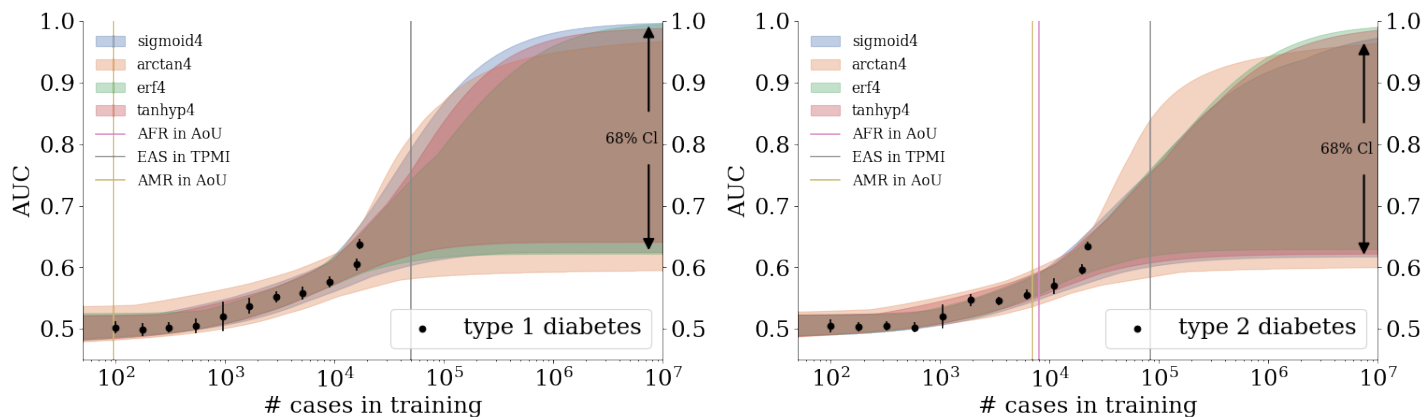 1.0
0.9
0.8
0.7
0.6
0.5
AUC
sigmoid4
arctan4
erf4
tanhyp4
AFR in AoU
EAS in TPMI
AMR in AoU
68% Cl
type 1 diabetes
1.0
0.9
0.8
0.7
0.6
0.5
10²
10³
10⁴
10⁵
10⁶
10⁷
# cases in training
1.0
0.9
0.8
0.7
0.6
0.5
AUC
sigmoid4
arctan4
erf4
tanhyp4
AFR in AoU
EAS in TPMI
AMR in AoU
68% Cl
type 2 diabetes
1.0
0.9
0.8
0.7
0.6
0.5
10²
10³
10⁴
10⁵
10⁶
10⁷
# cases in training